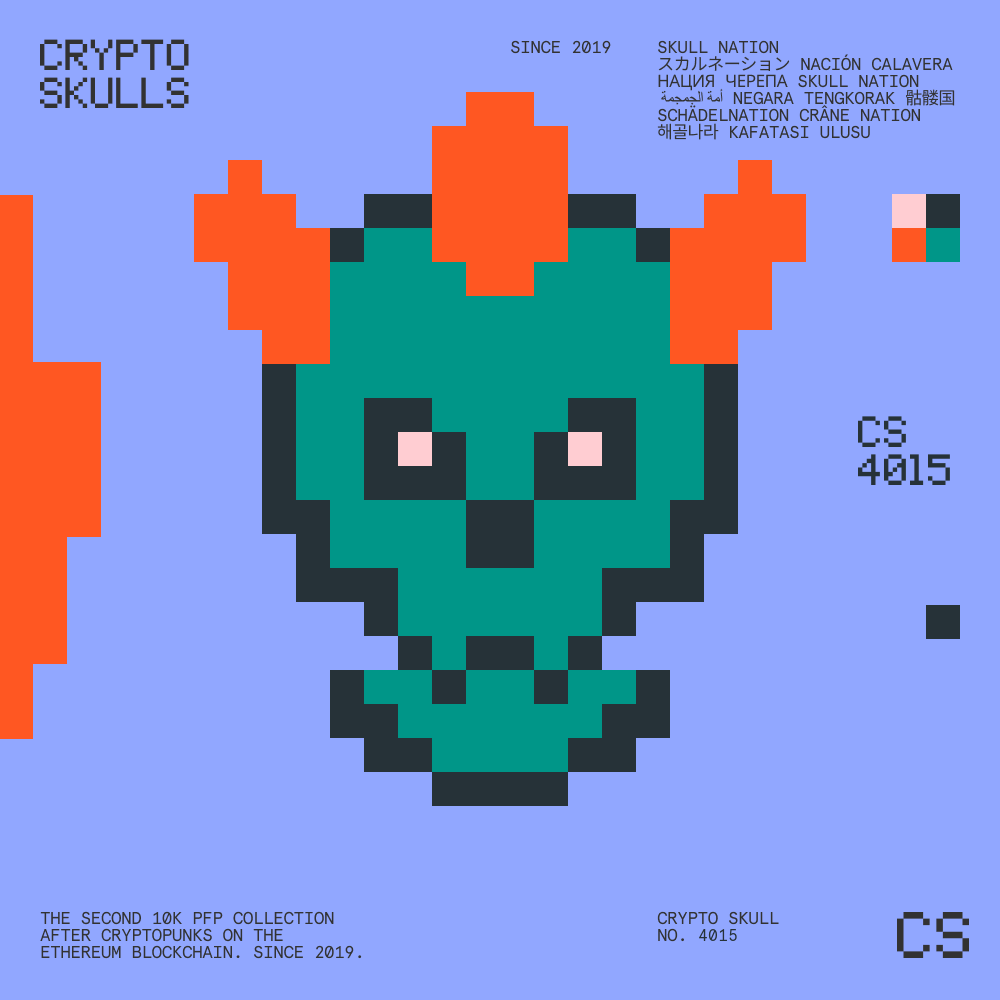 CRYPTO
SKULLS
SINCE 2019
SKULL NATION
スカルネーション NACIÓN CALAVERA
НАЦИЯ ЧЕРЕПА SKULL NATION
أمة الجمجمة NEGARA TENGKORAK 骷髅国
SCHÄDELNATION CRÂNE NATION
해골나라 KAFATASI ULUSU
CS
4015
THE SECOND 10K PFP COLLECTION
AFTER CRYPTOPUNKS ON THE
ETHEREUM BLOCKCHAIN. SINCE 2019.
CRYPTO SKULL
NO. 4015
CS